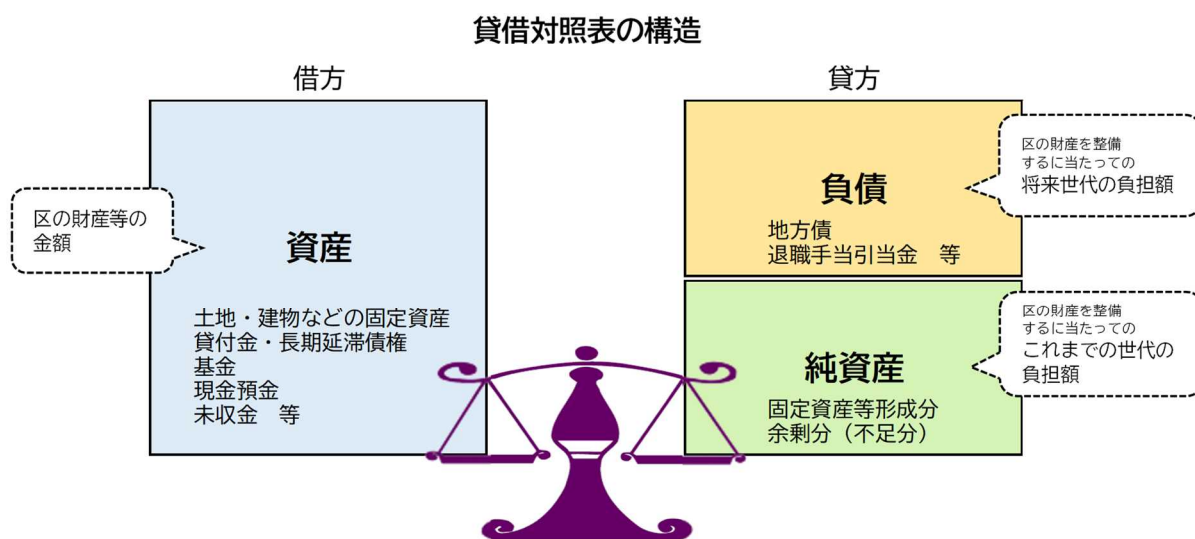 貸借対照表の構造
借方
区の財産等の
金額
資産
土地・建物などの固定資産
貸付金・長期延滞債権
基金
現金預金
未収金　等
貸方
負債
地方債
退職手当引当金　等
区の財産を整備
するに当たっての
将来世代の負担額
純資産
固定資産等形成分
余剰分（不足分）
区の財産を整備
するに当たっての
これまでの世代の
負担額